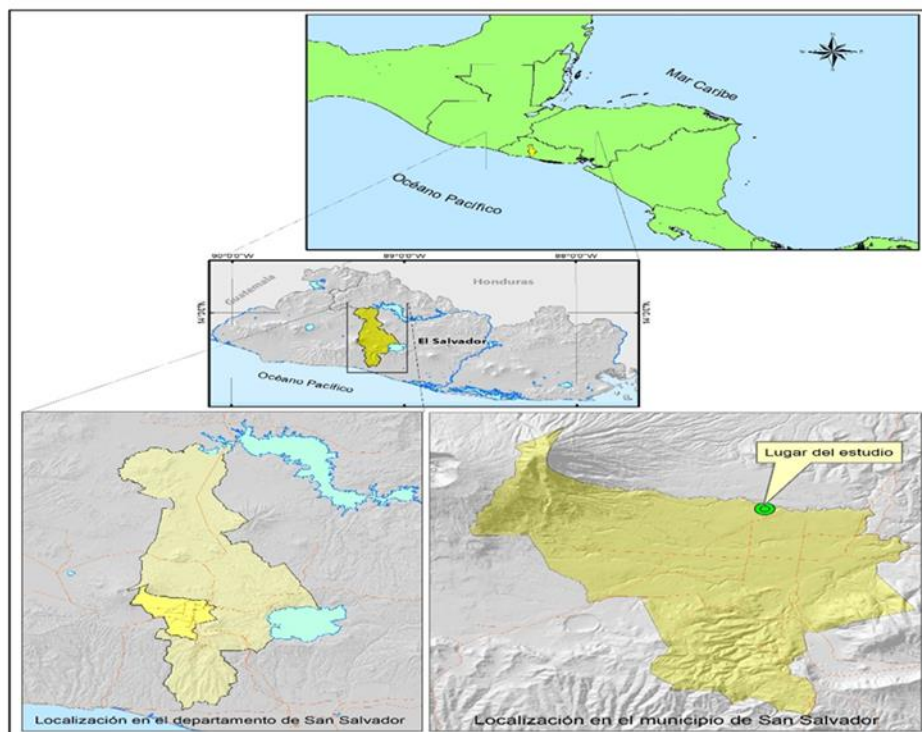 Mar Caribe
Océano Pacífico
90°0'0"W
89°0'0"W
88°0'0"W
Guatemala
Honduras
El Salvador
Océano Pacífico
Lugar del estudio
Localización en el departamento de San Salvador
Localización en el municipio de San Salvador